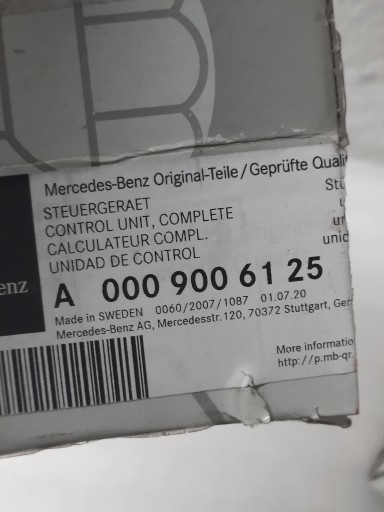 Mercedes-Benz Original-Teile / Geprüfte
STEUERGERAET
CONTROL UNIT, COMPLETE
CALCULATEUR COMPL.
UNIDAD DE CONTROL
enz
A 000 900 61 25
Made in SWEDEN 0060/2007/1087 01.07.20
Mercedes-Benz AG, Mercedesstr. 120, 70372 Stuttgart, Ger
More informatio
http://p.mb-qr.